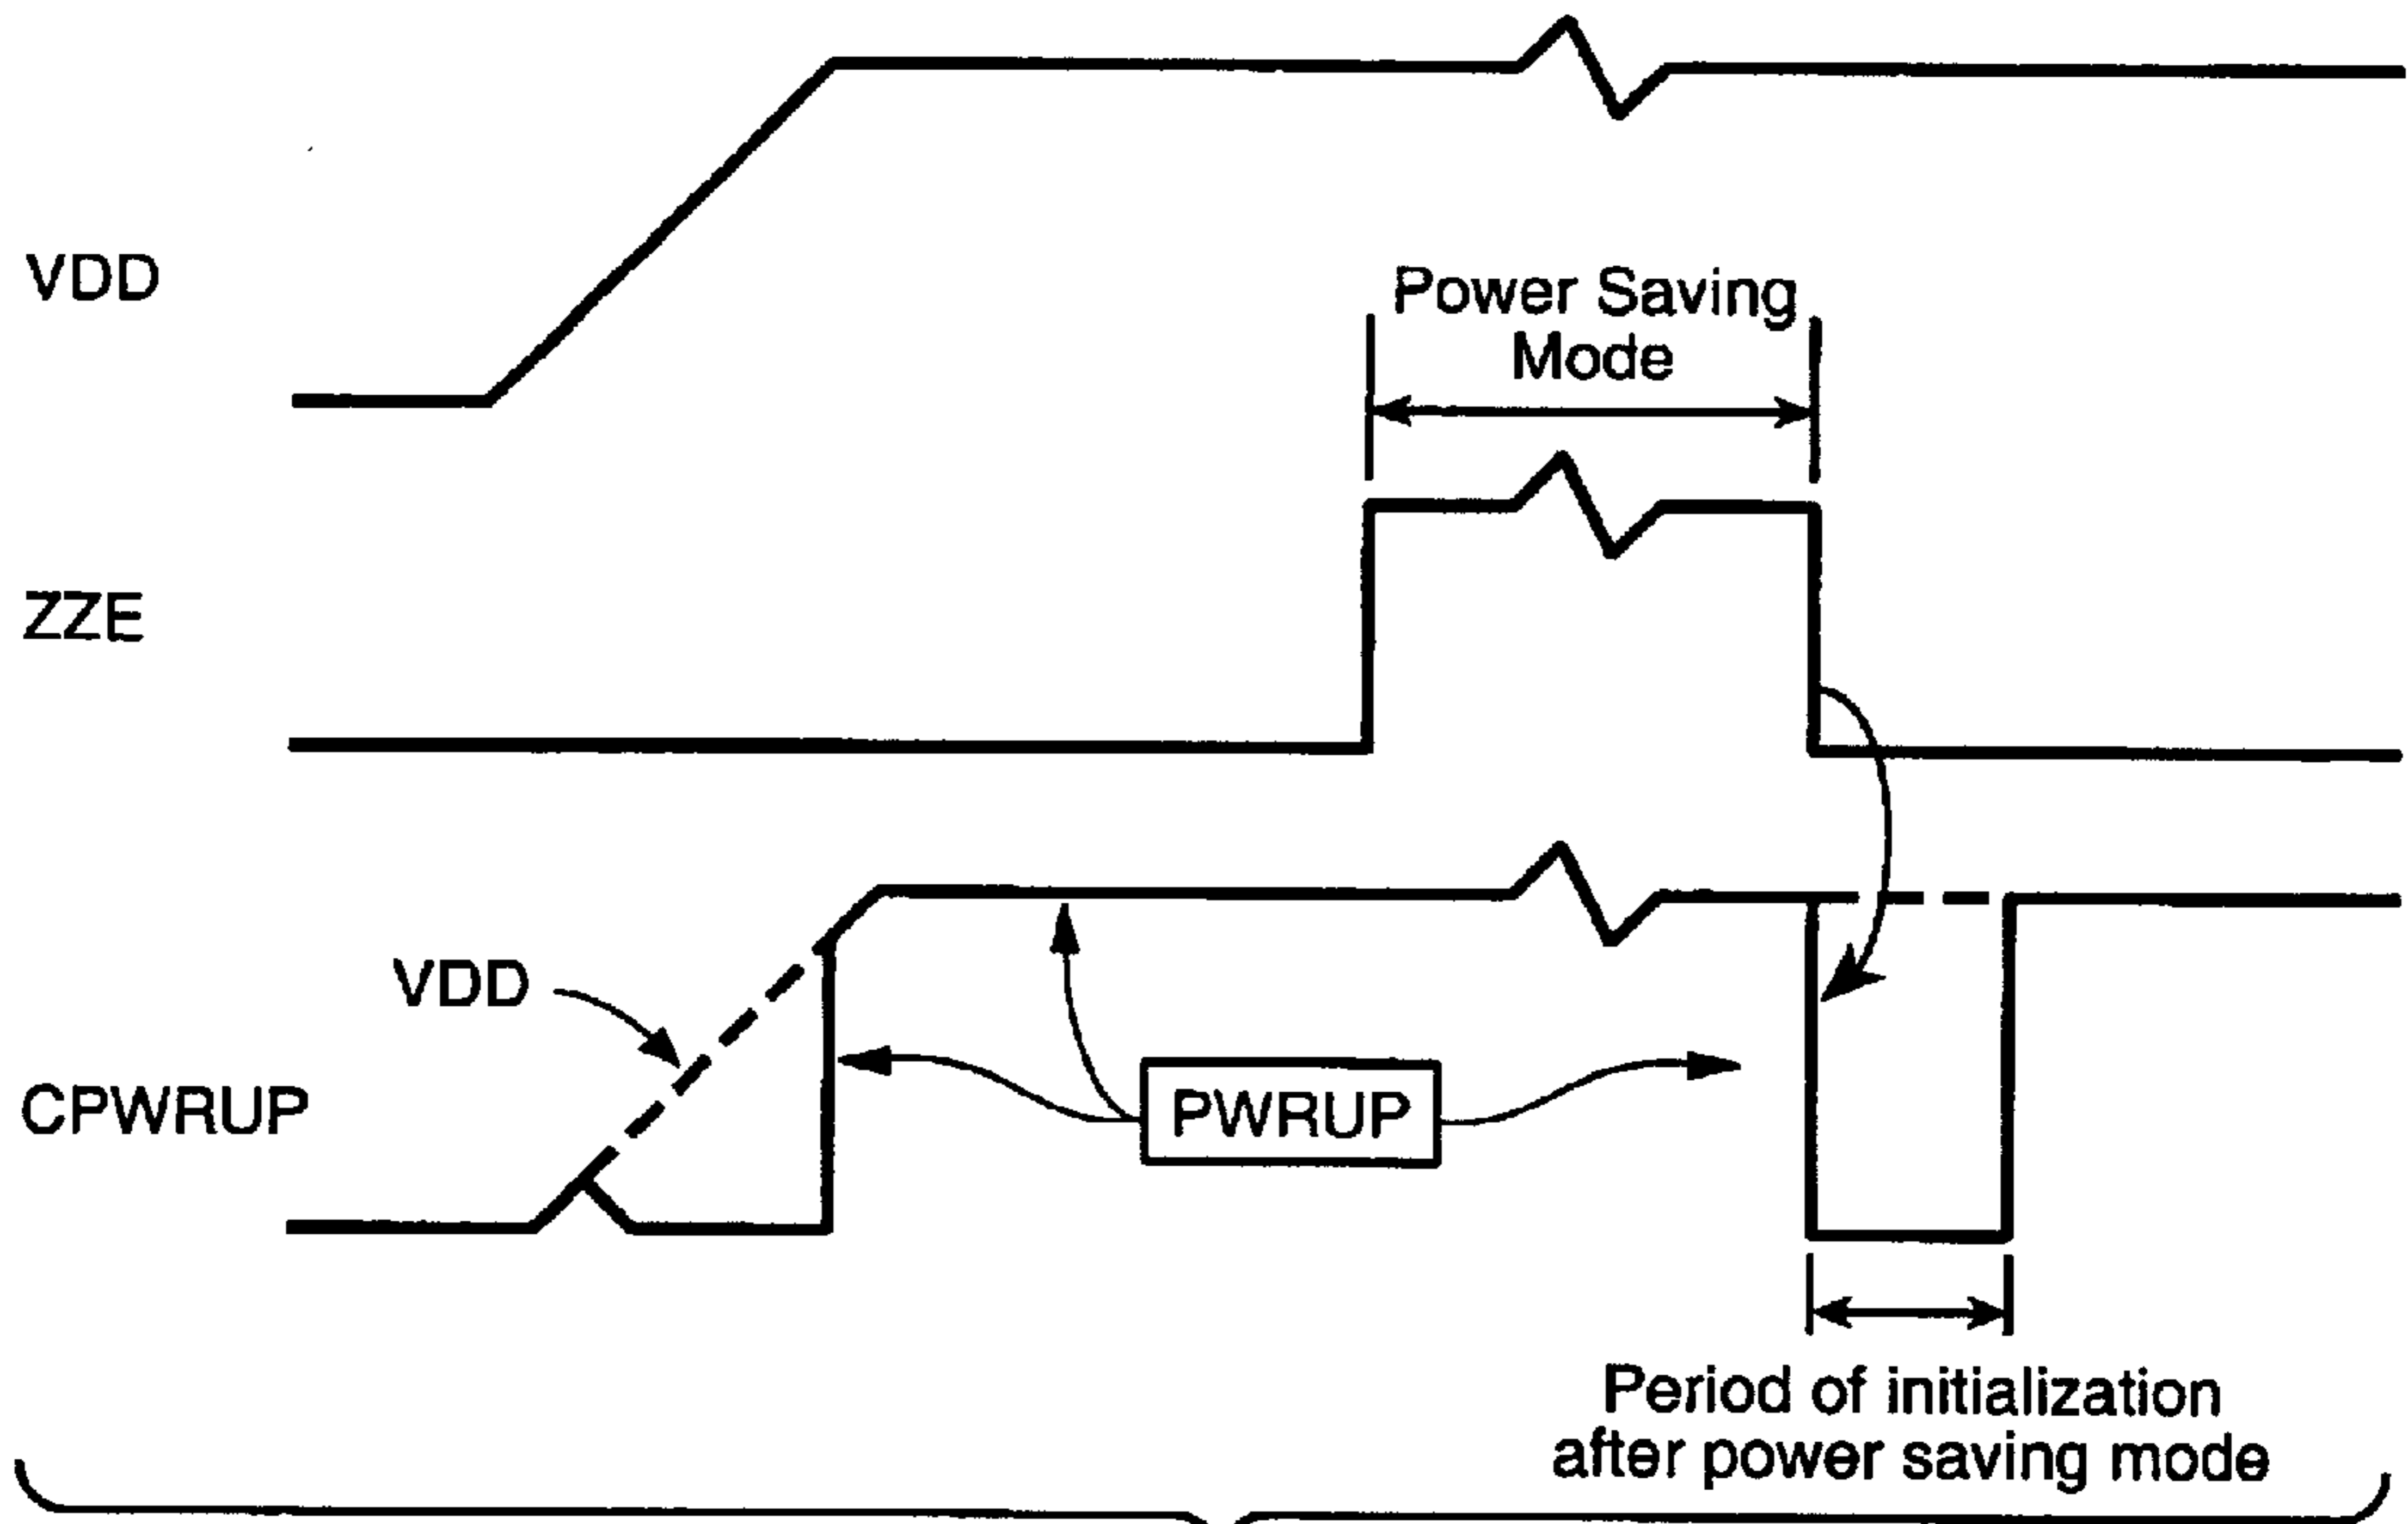 VDD
Power Saving
Mode
ZZE
VDD
CPWRUP
PWRUP
Period of initialization
after power saving mode